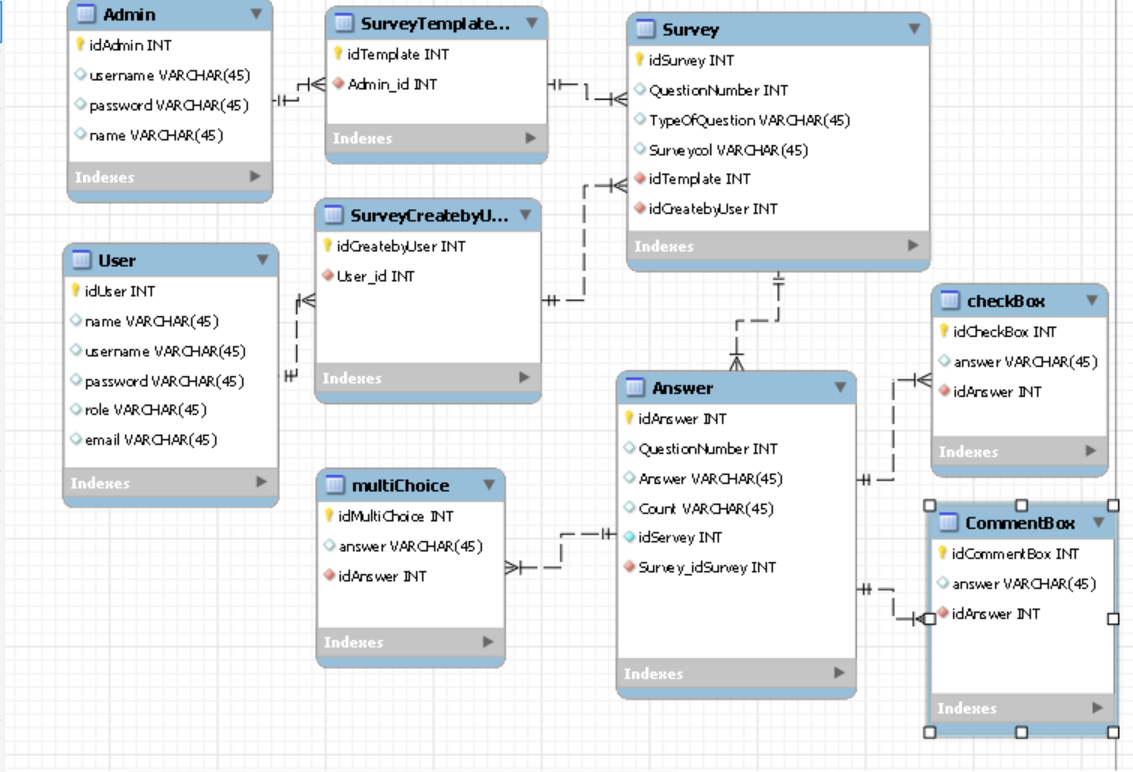 Admin
idAdmin INT
username VARCHAR(45)
password VARCHAR(45)
name VARCHAR(45)
Indexes
SurveyTemplate...
idTemplate INT
Admin_id INT
Indexes
Survey
idSurvey INT
QuestionNumber INT
TypeOfQuestion VARCHAR(45)
Surveycol VARCHAR(45)
idTemplate INT
idCreatebyUser INT
Indexes
SurveyCreatebyU...
idCreatebyUser INT
User_id INT
Indexes
User
idUser INT
name VARCHAR(45)
username VARCHAR(45)
password VARCHAR(45)
role VARCHAR(45)
email VARCHAR(45)
Indexes
checkBox
idCheckBox INT
answer VARCHAR(45)
idAnswer INT
Indexes
Answer
idAnswer INT
QuestionNumber INT
Answer VARCHAR(45)
Count VARCHAR(45)
idServey INT
Survey_idSurvey INT
Indexes
multiChoice
idMultiChoice INT
answer VARCHAR(45)
idAnswer INT
Indexes
CommentBox
idCommentBox INT
answer VARCHAR(45)
idAnswer INT
Indexes